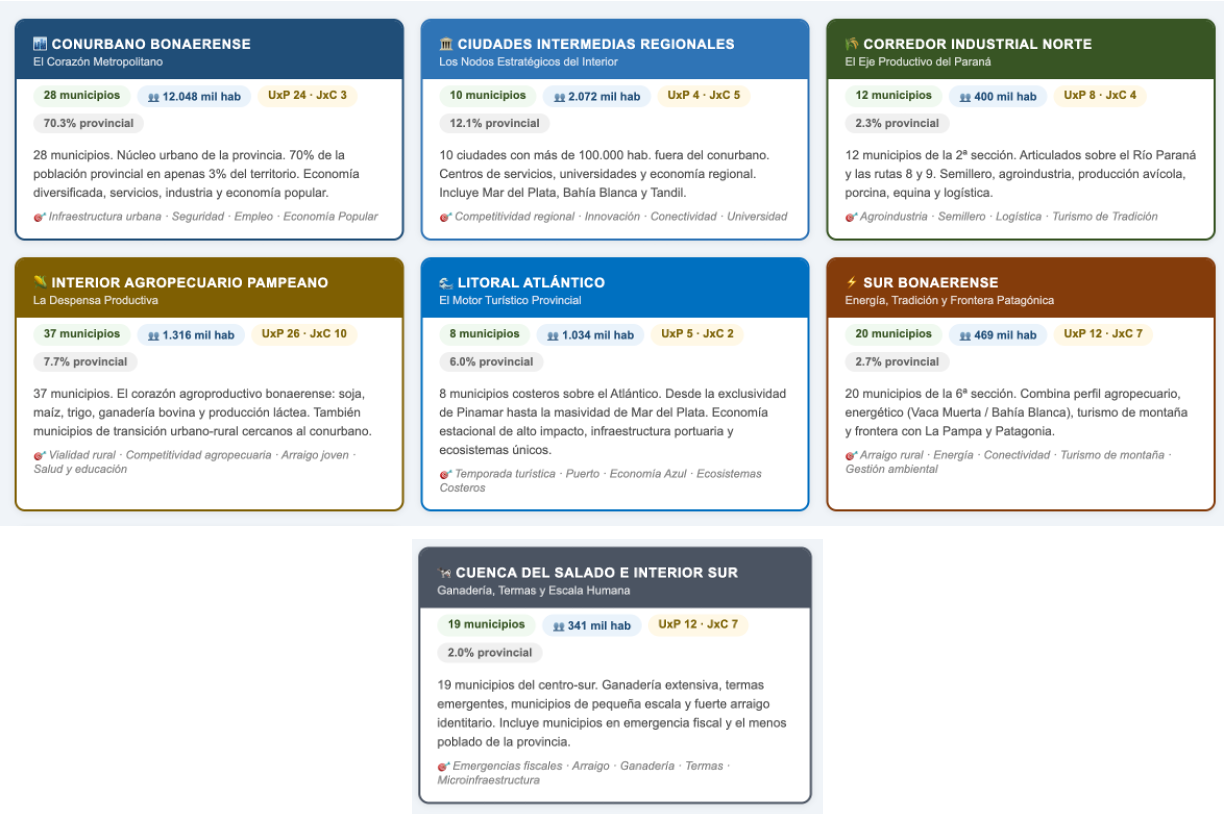 CONURBANO BONAERENSE
El Corazón Metropolitano
28 municipios 12.048 mil hab UxP 24 · JxC 3
70.3% provincial
28 municipios. Núcleo urbano de la provincia. 70% de la
población provincial en apenas 3% del territorio. Economía
diversificada, servicios, industria y economía popular.
Infraestructura urbana · Seguridad · Empleo · Economía Popular
CIUDADES INTERMEDIAS REGIONALES
Los Nodos Estratégicos del Interior
10 municipios 2.072 mil hab UxP 4 · JxC 5
12.1% provincial
10 ciudades con más de 100.000 hab. fuera del conurbano.
Centros de servicios, universidades y economía regional.
Incluye Mar del Plata, Bahía Blanca y Tandil.
Competitividad regional · Innovación · Conectividad · Universidad
CORREDOR INDUSTRIAL NORTE
El Eje Productivo del Paraná
12 municipios 400 mil hab UxP 8 · JxC 4
2.3% provincial
12 municipios de la 2ª sección. Articulados sobre el Río Paraná
y las rutas 8 y 9. Semillero, agroindustria, producción avícola,
porcina, equina y logística.
Agroindustria · Semillero · Logística · Turismo de Tradición
INTERIOR AGROPECUARIO PAMPEANO
La Despensa Productiva
37 municipios 1.316 mil hab UxP 26 · JxC 10
7.7% provincial
37 municipios. El corazón agroproductivo bonaerense: soja,
maíz, trigo, ganadería bovina y producción láctea. También
municipios de transición urbano-rural cercanos al conurbano.
Vialidad rural · Competitividad agropecuaria · Arraigo joven ·
Salud y educación
LITORAL ATLÁNTICO
El Motor Turístico Provincial
8 municipios 1.034 mil hab UxP 5 · JxC 2
6.0% provincial
8 municipios costeros sobre el Atlántico. Desde la exclusividad
de Pinamar hasta la masividad de Mar del Plata. Economía
estacional de alto impacto, infraestructura portuaria y
ecosistemas únicos.
Temporada turística · Puerto · Economía Azul · Ecosistemas
Costeros
SUR BONAERENSE
Energía, Tradición y Frontera Patagónica
20 municipios 469 mil hab UxP 12 · JxC 7
2.7% provincial
20 municipios de la 6ª sección. Combina perfil agropecuario,
energético (Vaca Muerta / Bahía Blanca), turismo de montaña
y frontera con La Pampa y Patagonia.
Arraigo rural · Energía · Conectividad · Turismo de montaña ·
Gestión ambiental
CUENCA DEL SALADO E INTERIOR SUR
Ganadería, Termas y Escala Humana
19 municipios 341 mil hab UxP 12 · JxC 7
2.0% provincial
19 municipios del centro-sur. Ganadería extensiva, termas
emergentes, municipios de pequeña escala y fuerte arraigo
identitario. Incluye municipios en emergencia fiscal y el menos
poblado de la provincia.
Emergencias fiscales · Arraigo · Ganadería · Termas ·
Microinfraestructura